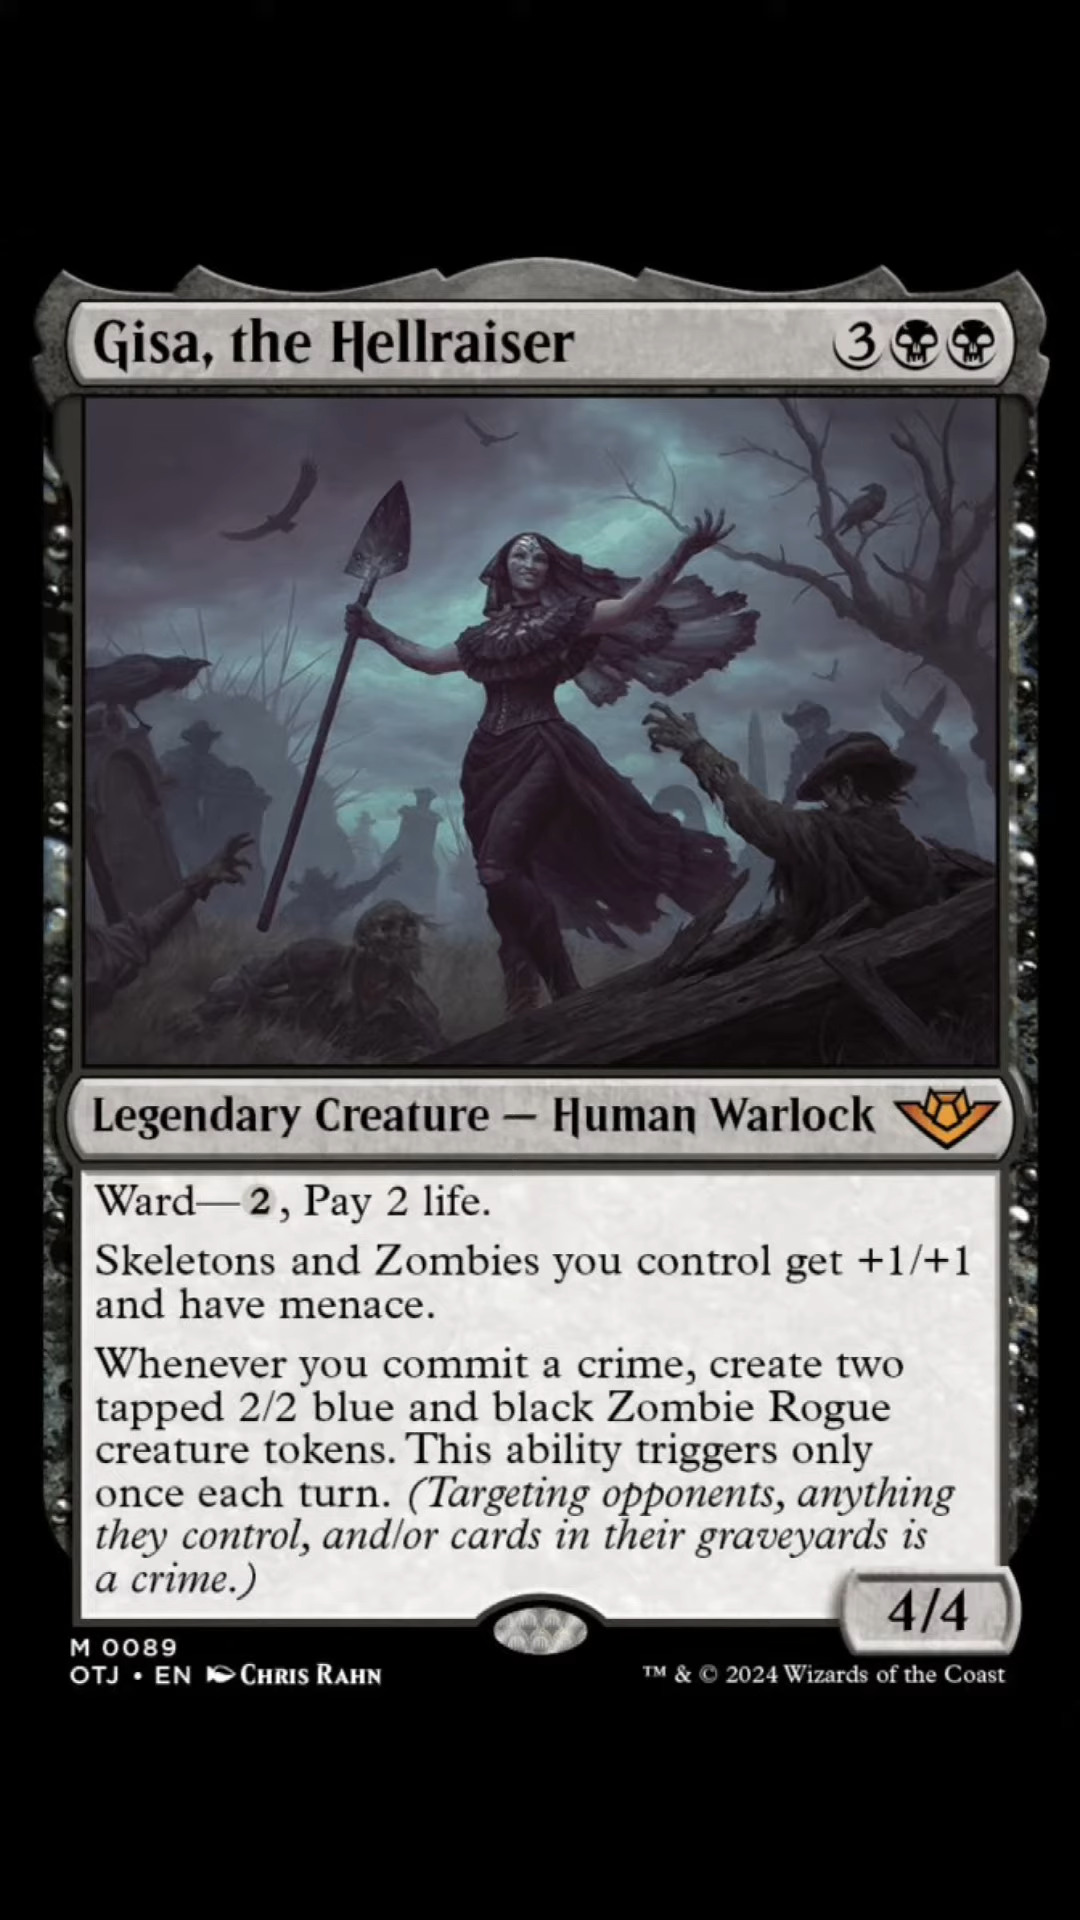 Gisa, the Hellraiser 3
Legendary Creature — Human Warlock
Ward—2, Pay 2 life.
Skeletons and Zombies you control get +1/+1
and have menace.
Whenever you commit a crime, create two
tapped 2/2 blue and black Zombie Rogue
creature tokens. This ability triggers only
once each turn. (Targeting opponents, anything
they control, and/or cards in their graveyards is
a crime.)
4/4
M 0089
OTJ • EN CHRIS RAHN
™ & © 2024 Wizards of the Coast